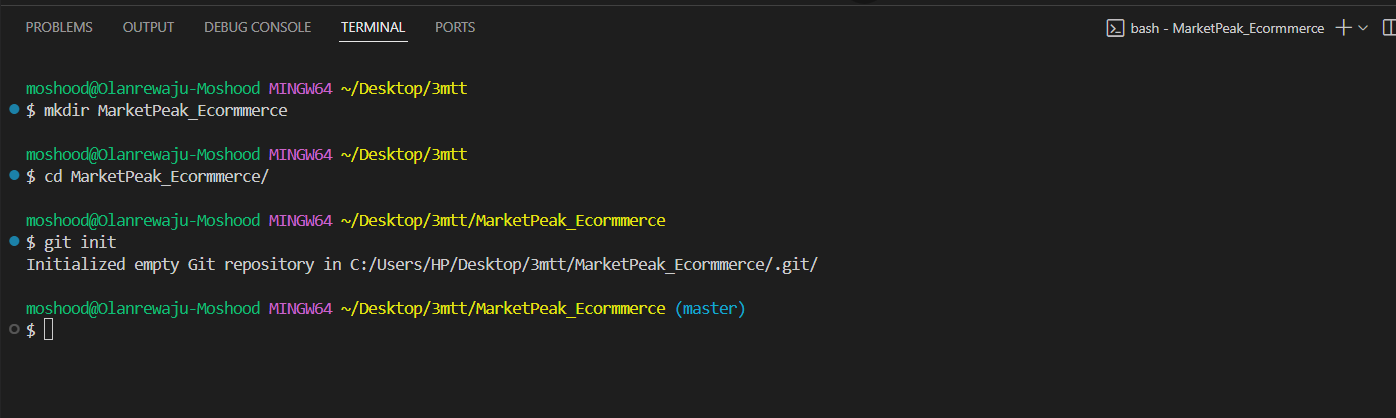 PROBLEMS OUTPUT DEBUG CONSOLE TERMINAL PORTS bash - MarketPeak_Ecormmerce
moshood@Olanrewaju-Moshood MINGW64 ~/Desktop/3mtt
$ mkdir MarketPeak_Ecormmerce
moshood@Olanrewaju-Moshood MINGW64 ~/Desktop/3mtt
$ cd MarketPeak_Ecormmerce/
moshood@Olanrewaju-Moshood MINGW64 ~/Desktop/3mtt/MarketPeak_Ecormmerce
$ git init
Initialized empty Git repository in C:/Users/HP/Desktop/3mtt/MarketPeak_Ecormmerce/.git/
moshood@Olanrewaju-Moshood MINGW64 ~/Desktop/3mtt/MarketPeak_Ecormmerce (master)
$